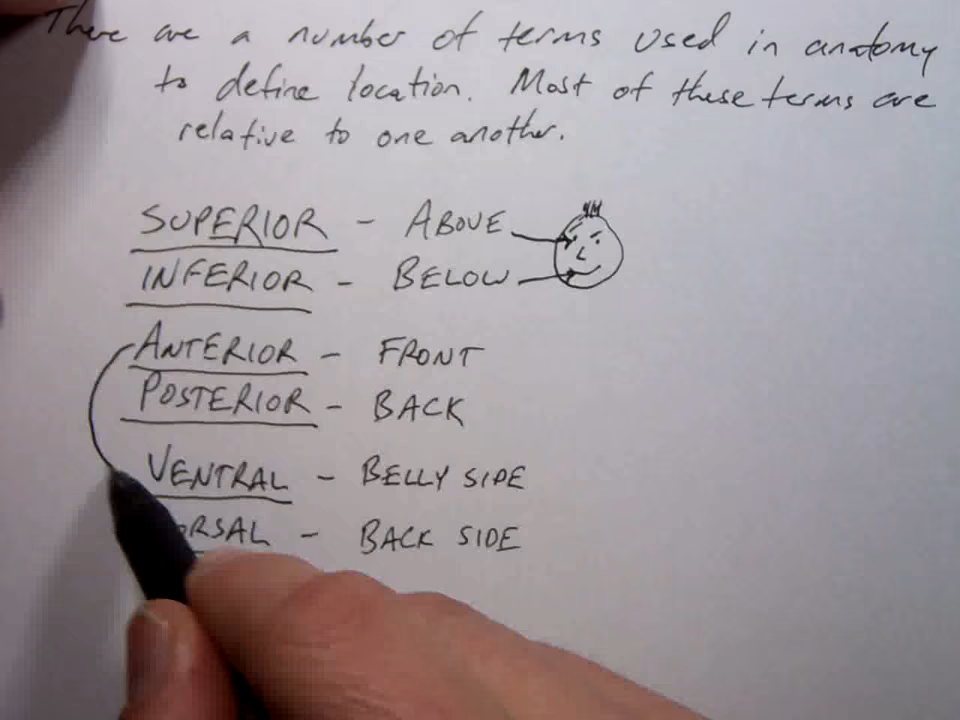 There are a number of terms used in anatomy
to define location. Most of these terms are
relative to one another.
SUPERIOR - ABOVE
INFERIOR - BELOW
ANTERIOR - FRONT
POSTERIOR - BACK
VENTRAL - BELLY SIDE
- BACK SIDE